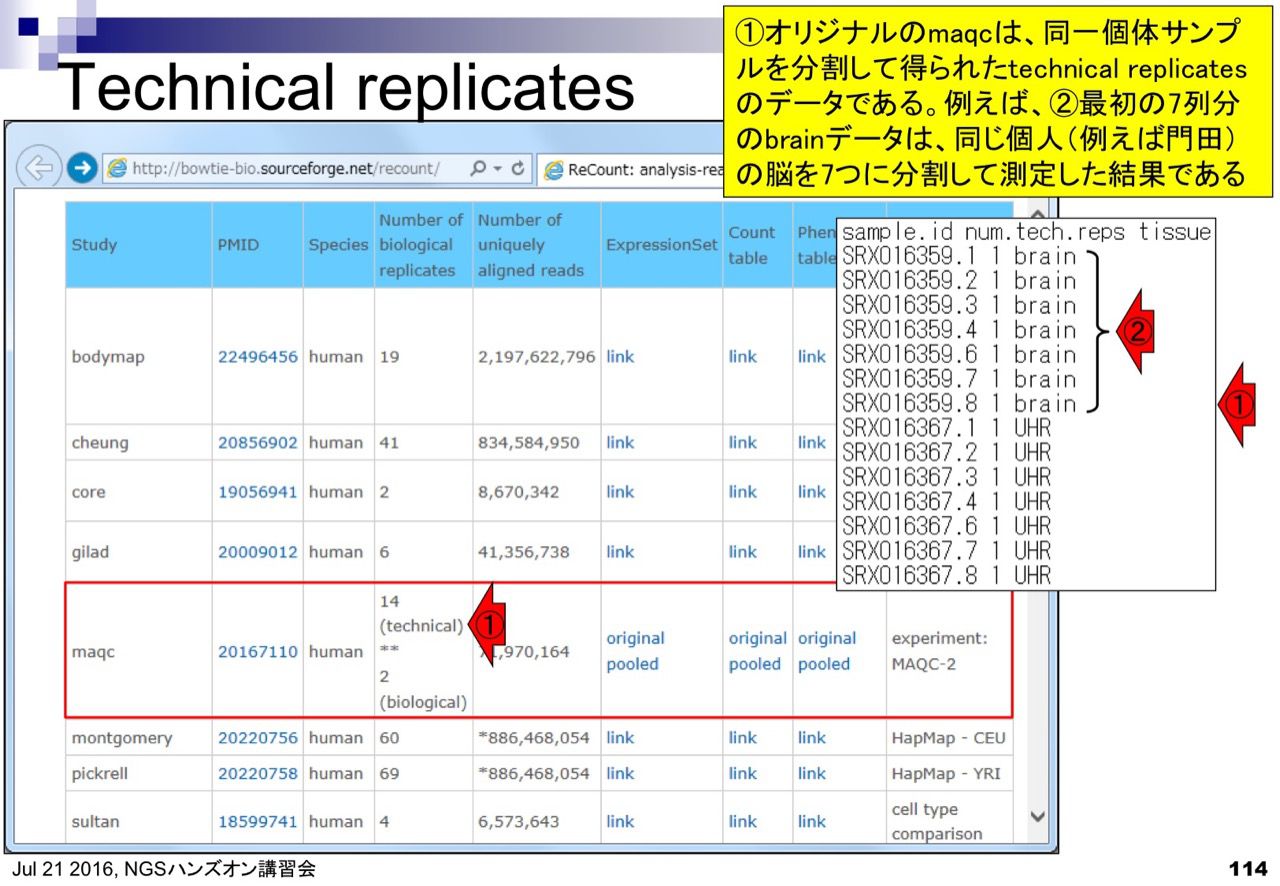 Technical replicates
①オリジナルのmaqcは、同一個体サンプ
ルを分割して得られたtechnical replicates
のデータである。例えば、②最初の7列分
のbrainデータは、同じ個人（例えば門田）
の脳を7つに分割して測定した結果である
http://bowtie-bio.sourceforge.net/recount/
ReCount: analysis-rea
Study PMID Species Number of biological replicates Number of uniquely aligned reads ExpressionSet Count table Phen table
bodymap 22496456 human 19 2,197,622,796 link link link
cheung 20856902 human 41 834,584,950 link link link
core 19056941 human 2 8,670,342 link link link
gilad 20009012 human 6 41,356,738 link link link
maqc 20167110 human 14 (technical) ** 2 (biological) ① ,970,164 original pooled original pooled original pooled experiment: MAQC-2
montgomery 20220756 human 60 *886,468,054 link link link HapMap - CEU
pickrell 20220758 human 69 *886,468,054 link link link HapMap - YRI
sultan 18599741 human 4 6,573,643 link link link cell type comparison
sample.id num.tech.reps tissue
SRX016359.1 1 brain
SRX016359.2 1 brain
SRX016359.3 1 brain
SRX016359.4 1 brain
SRX016359.6 1 brain
SRX016359.7 1 brain
SRX016359.8 1 brain
②
SRX016367.1 1 UHR
SRX016367.2 1 UHR
SRX016367.3 1 UHR
SRX016367.4 1 UHR
SRX016367.6 1 UHR
SRX016367.7 1 UHR
SRX016367.8 1 UHR
①
Jul 21 2016, NGSハンズオン講習会
114